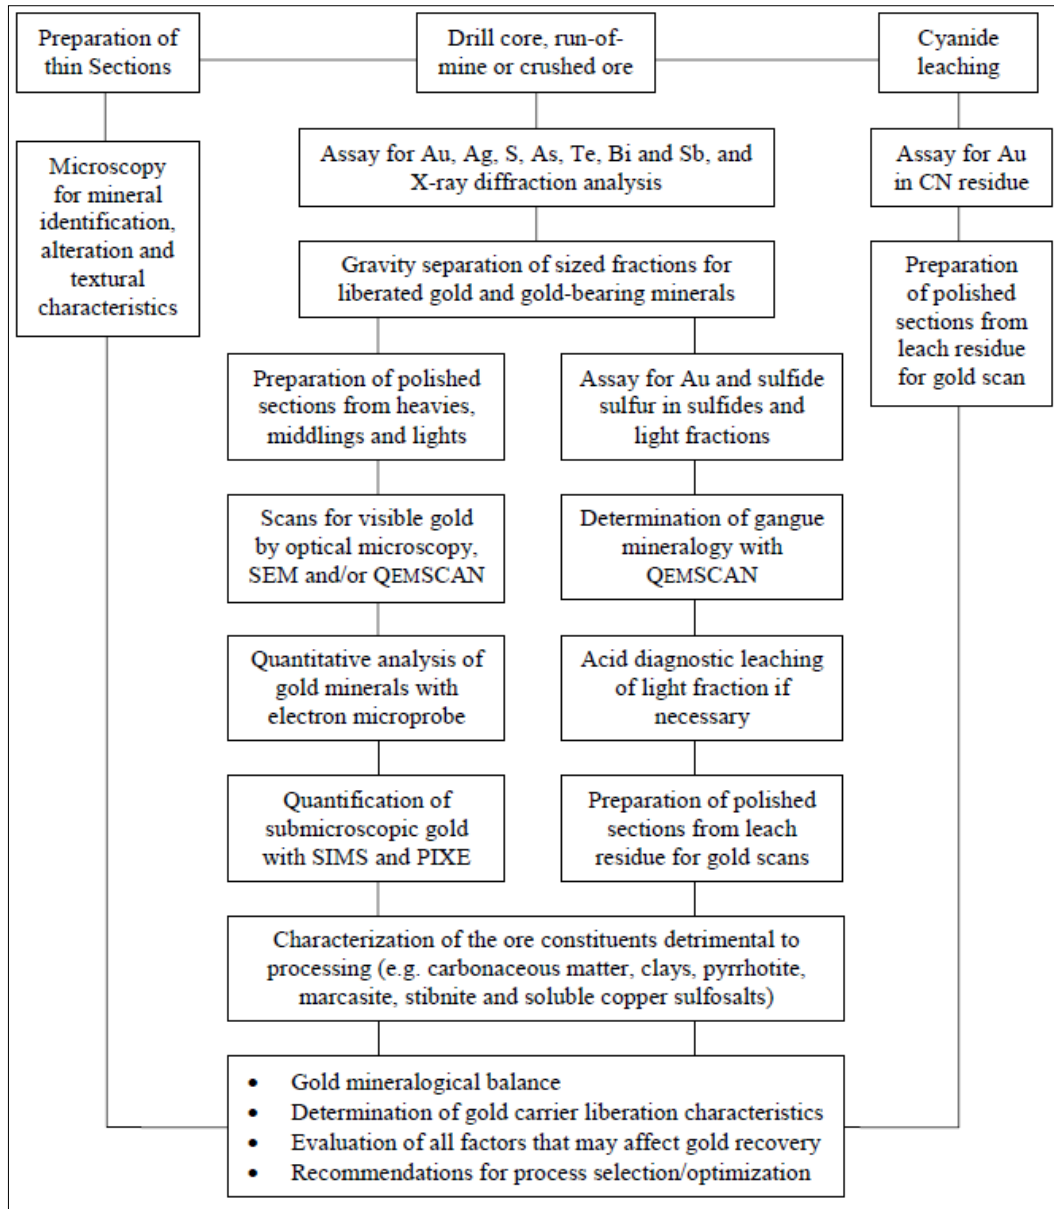 Preparation of
thin Sections
Drill core, run-of-
mine or crushed ore
Cyanide
leaching
Microscopy
for mineral
identification,
alteration and
textural
characteristics
Assay for Au, Ag, S, As, Te, Bi and Sb, and
X-ray diffraction analysis
Assay for Au
in CN residue
Gravity separation of sized fractions for
liberated gold and gold-bearing minerals
Preparation
of polished
sections from
leach residue
for gold scan
Preparation of polished
sections from heavies,
middlings and lights
Assay for Au and sulfide
sulfur in sulfides and
light fractions
Scans for visible gold
by optical microscopy,
SEM and/or QEMSCAN
Determination of gangue
mineralogy with
QEMSCAN
Quantitative analysis of
gold minerals with
electron microprobe
Acid diagnostic leaching
of light fraction if
necessary
Quantification of
submicroscopic gold
with SIMS and PIXE
Preparation of polished
sections from leach
residue for gold scans
Characterization of the ore constituents detrimental to
processing (e.g. carbonaceous matter, clays, pyrrhotite,
marcasite, stibnite and soluble copper sulfosalts)
• Gold mineralogical balance
• Determination of gold carrier liberation characteristics
• Evaluation of all factors that may affect gold recovery
• Recommendations for process selection/optimization